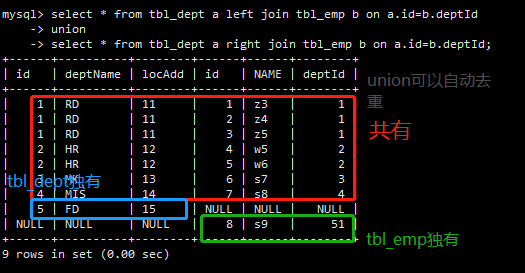 mysql> select * from tbl_dept a left join tbl_emp b on a.id=b.deptId
-> union
-> select * from tbl_dept a right join tbl_emp b on a.id=b.deptId;
+------+----------+--------+------+------+--------+
| id | deptName | locAdd | id | NAME | deptId |
+------+----------+--------+------+------+--------+
| 1 | RD | 11 | 1 | z3 | 1 |
| 1 | RD | 11 | 2 | z4 | 1 |
| 1 | RD | 11 | 3 | z5 | 1 |
| 2 | HR | 12 | 4 | w5 | 2 |
| 2 | HR | 12 | 5 | w6 | 2 |
| 3 | MK | 13 | 6 | s7 | 3 |
| 4 | MIS | 14 | 7 | s8 | 4 |
| 5 | FD | 15 | NULL | NULL | NULL |
| NULL | NULL | NULL | 8 | s9 | 51 |
+------+----------+--------+------+------+--------+
9 rows in set (0.00 sec)
union可以自动去
重
共有
tbl_dept独有
tbl_emp独有